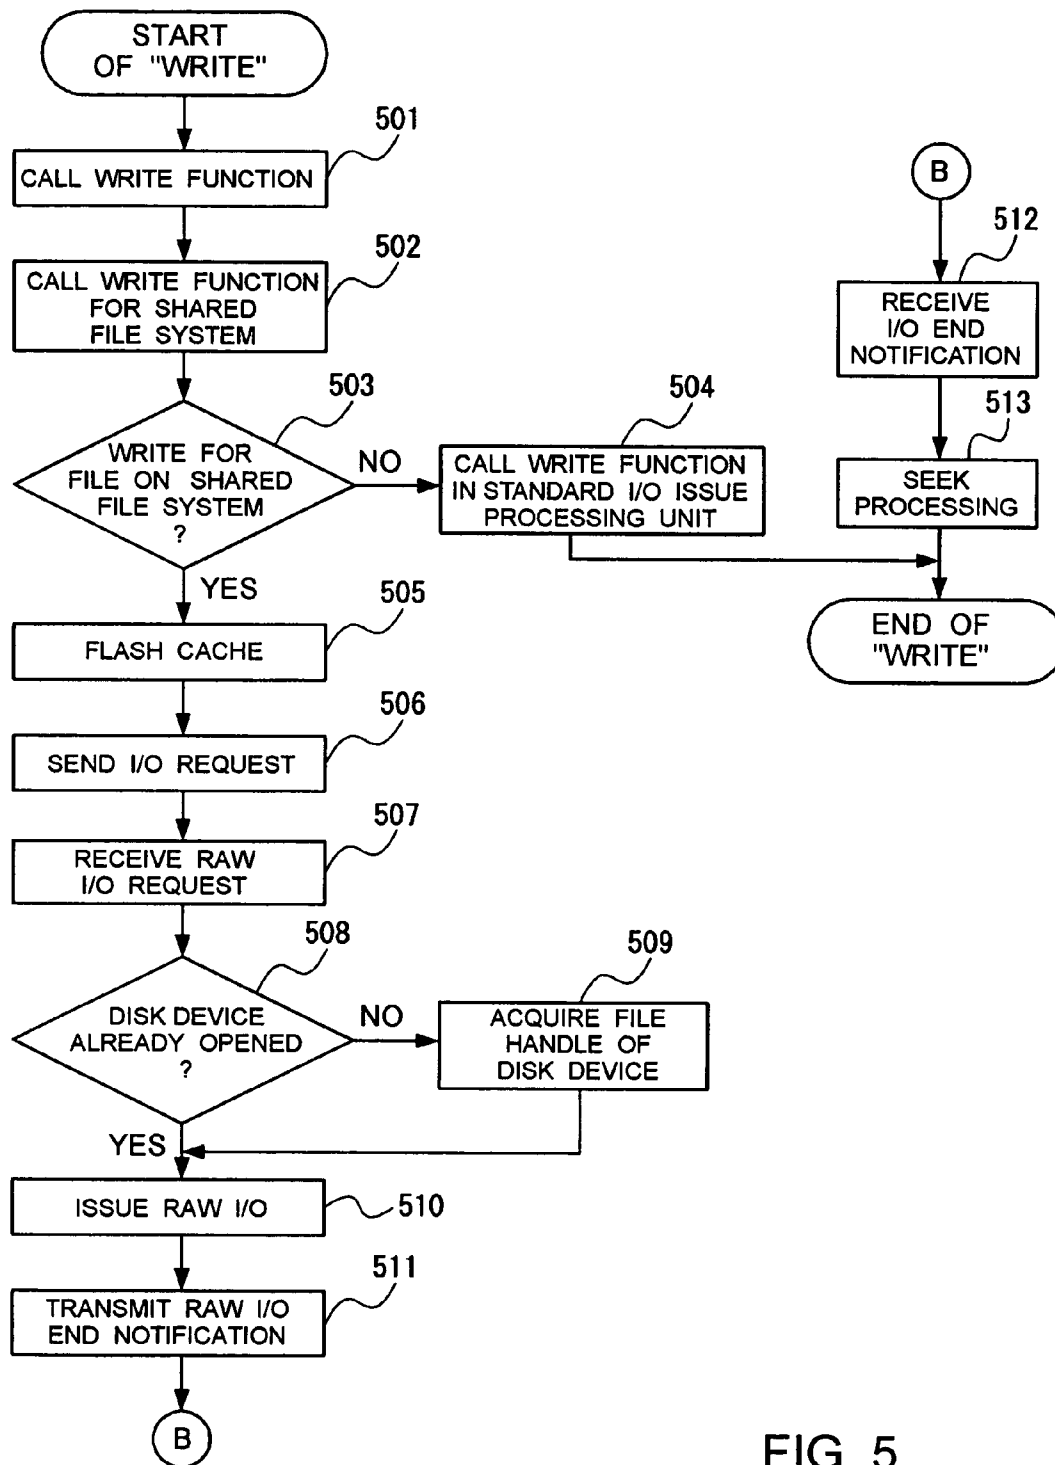 START
OF "WRITE"
501
CALL WRITE FUNCTION
502
CALL WRITE FUNCTION
FOR SHARED
FILE SYSTEM
503
WRITE FOR
FILE ON SHARED
FILE SYSTEM
?
NO
YES
504
CALL WRITE FUNCTION
IN STANDARD I/O ISSUE
PROCESSING UNIT
505
FLASH CACHE
506
SEND I/O REQUEST
507
RECEIVE RAW
I/O REQUEST
508
DISK DEVICE
ALREADY OPENED
?
NO
YES
509
ACQUIRE FILE
HANDLE OF
DISK DEVICE
ISSUE RAW I/O
510
511
TRANSMIT RAW I/O
END NOTIFICATION
B
B
512
RECEIVE
I/O END
NOTIFICATION
513
SEEK
PROCESSING
END OF
"WRITE"
FIG. 5